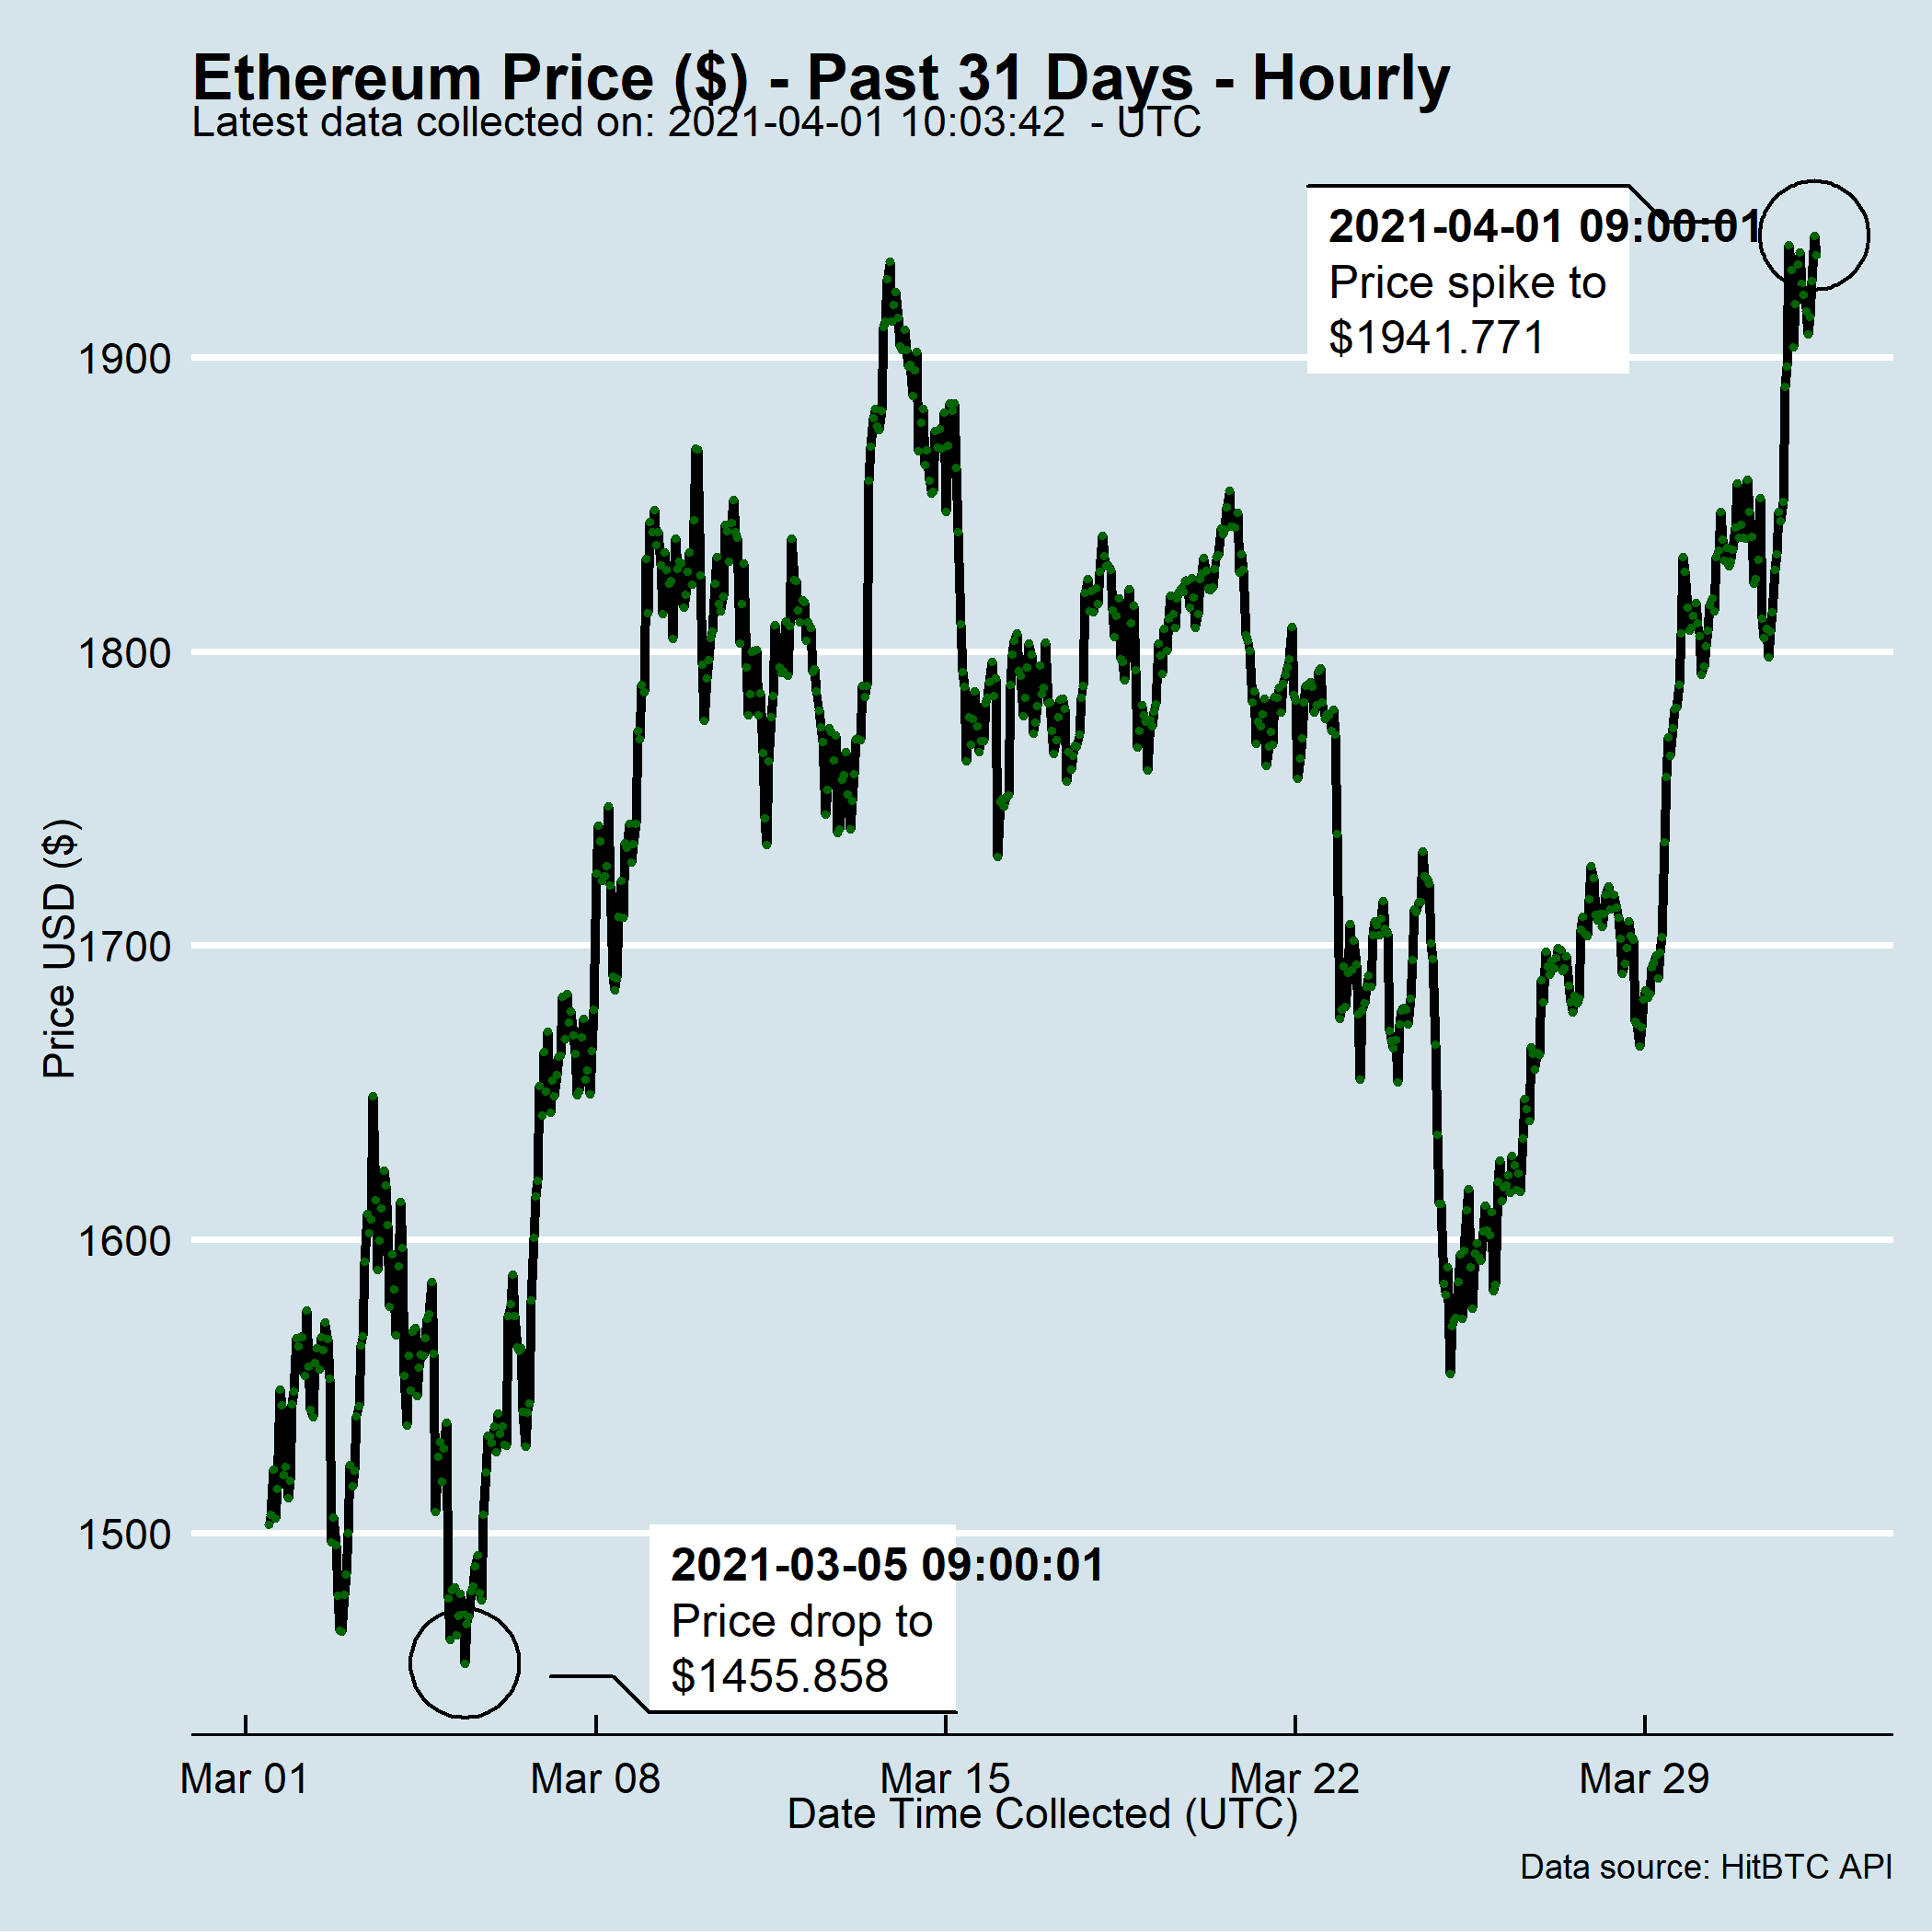 Ethereum Price ($) - Past 31 Days - Hourly
Latest data collected on: 2021-04-01 10:03:42  - UTC
2021-04-01 09:00:01
Price spike to
$1941.771
1900
1800
Price USD ($)
1700
1600
1500
2021-03-05 09:00:01
Price drop to
$1455.858
Mar 01 Mar 08 Mar 15 Mar 22 Mar 29
Date Time Collected (UTC)
Data source: HitBTC API